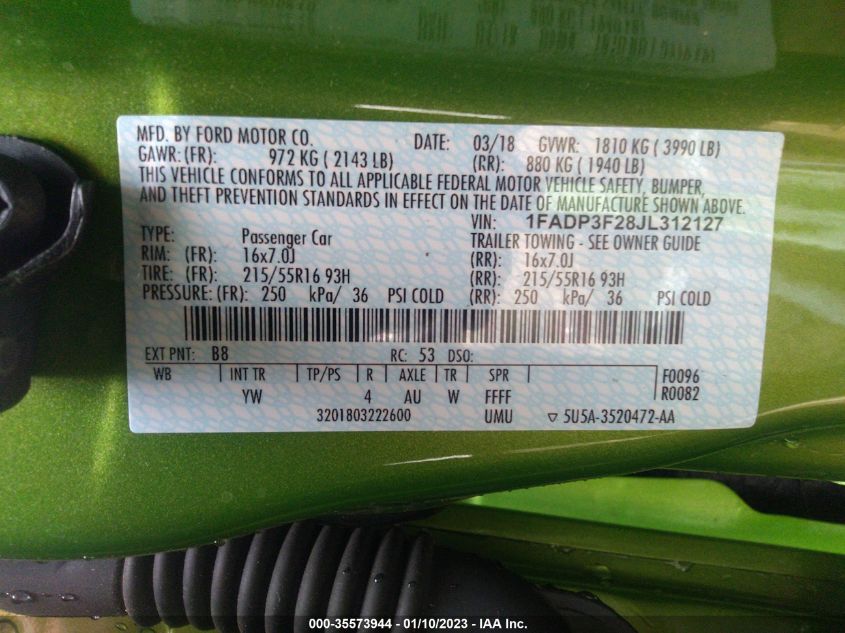 MFD. BY FORD MOTOR CO. DATE: 03/18 GVWR: 1810 KG ( 3990 LB)
GAWR: (FR): 972 KG ( 2143 LB) (RR): 880 KG ( 1940 LB)
THIS VEHICLE CONFORMS TO ALL APPLICABLE FEDERAL MOTOR VEHICLE SAFETY, BUMPER,
AND THEFT PREVENTION STANDARDS IN EFFECT ON THE DATE OF MANUFACTURE SHOWN ABOVE.
VIN: 1FADP3F28JL312127
TYPE: Passenger Car TRAILER TOWING - SEE OWNER GUIDE
RIM: (FR): 16x7.0J (RR): 16x7.0J
TIRE: (FR): 215/55R16 93H (RR): 215/55R16 93H
PRESSURE: (FR): 250 kPa/ 36 PSI COLD (RR): 250 kPa/ 36 PSI COLD
EXT PNT: B8 RC: 53 DSO:
WB INT TR TP/PS R AXLE TR SPR F0096
YW 4 AU W FFFF R0082
3201803222600 UMU ▽ 5U5A-3520472-AA
000-35573944 - 01/10/2023 - IAA Inc.